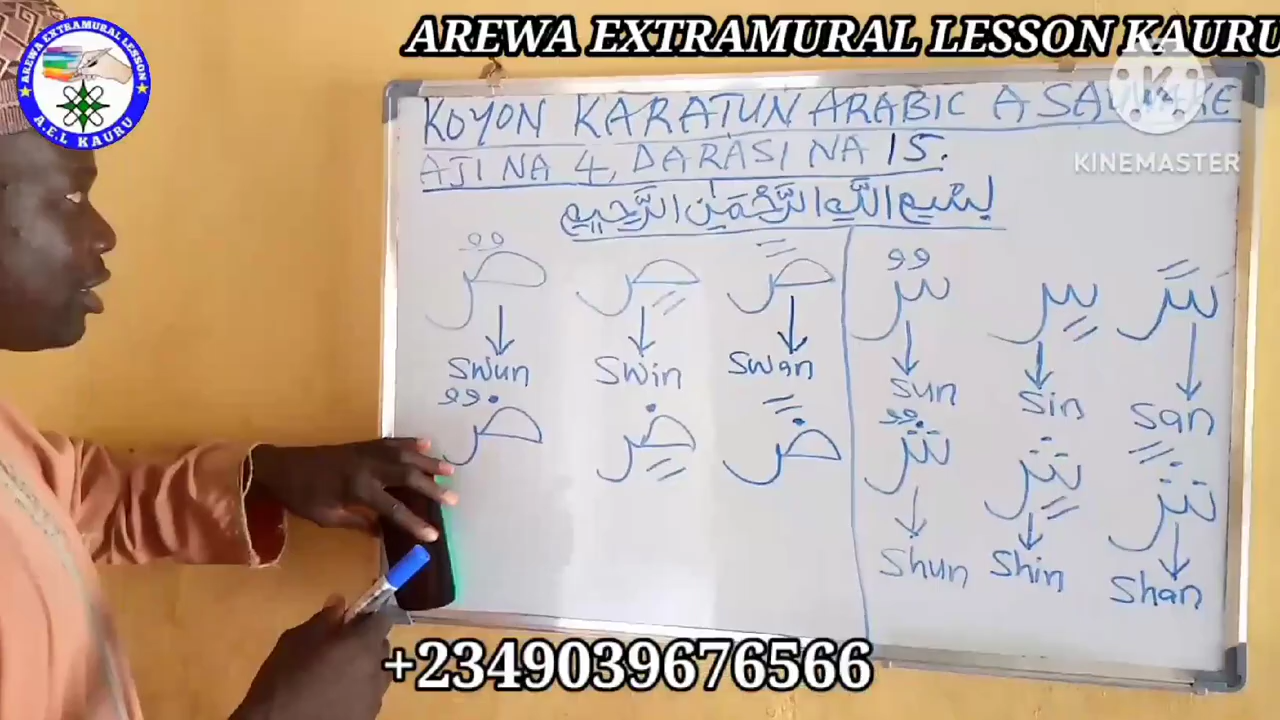 AREWA EXTRAMURAL LESSON KAURU
AREWA EXTRAMURAL LESSON
A.E.L KAURU
KINEMASTER
KOYON KARATUN ARABIC A
AJI NA 4, DARASI NA 15.
بِسْمِ اللَّهِ الرَّحْمَٰنِ الرَّحِيمِ
سً سٍ سٌ
san sin sun
شً شٍ شٌ
shan shin shun
صً صٍ صٌ
swan swin swun
ضً ضٍ ضٌ
+2349039676566